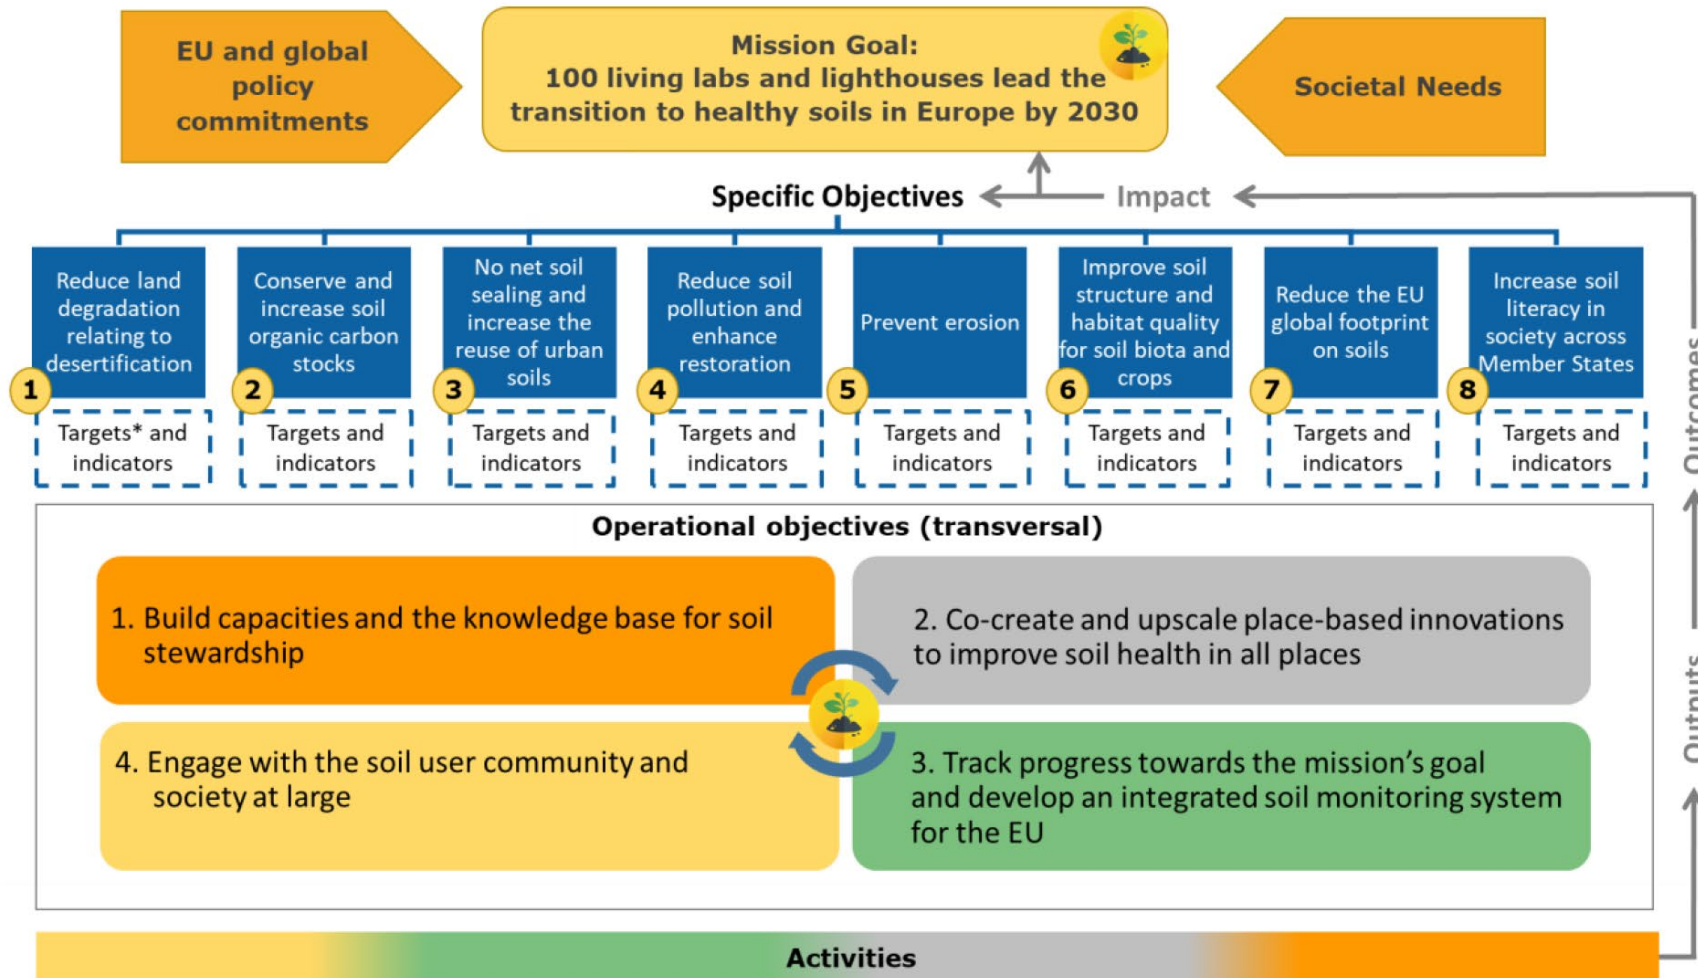 EU and global
policy
commitments
Mission Goal:
100 living labs and lighthouses lead the
transition to healthy soils in Europe by 2030
Societal Needs
Specific Objectives
Impact
Reduce land
degradation
relating to
desertification
1
Targets* and
indicators
Conserve and
increase soil
organic carbon
stocks
2
Targets and
indicators
No net soil
sealing and
increase the
reuse of urban
soils
3
Targets and
indicators
Reduce soil
pollution and
enhance
restoration
4
Targets and
indicators
Prevent erosion
5
Targets and
indicators
Improve soil
structure and
habitat quality
for soil biota and
crops
6
Targets and
indicators
Reduce the EU
global footprint
on soils
7
Targets and
indicators
Increase soil
literacy in
society across
Member States
8
Targets and
indicators
Outcomes
Outputs
Operational objectives (transversal)
1. Build capacities and the knowledge base for soil
stewardship
2. Co-create and upscale place-based innovations
to improve soil health in all places
4. Engage with the soil user community and
society at large
3. Track progress towards the mission’s goal
and develop an integrated soil monitoring system
for the EU
Activities